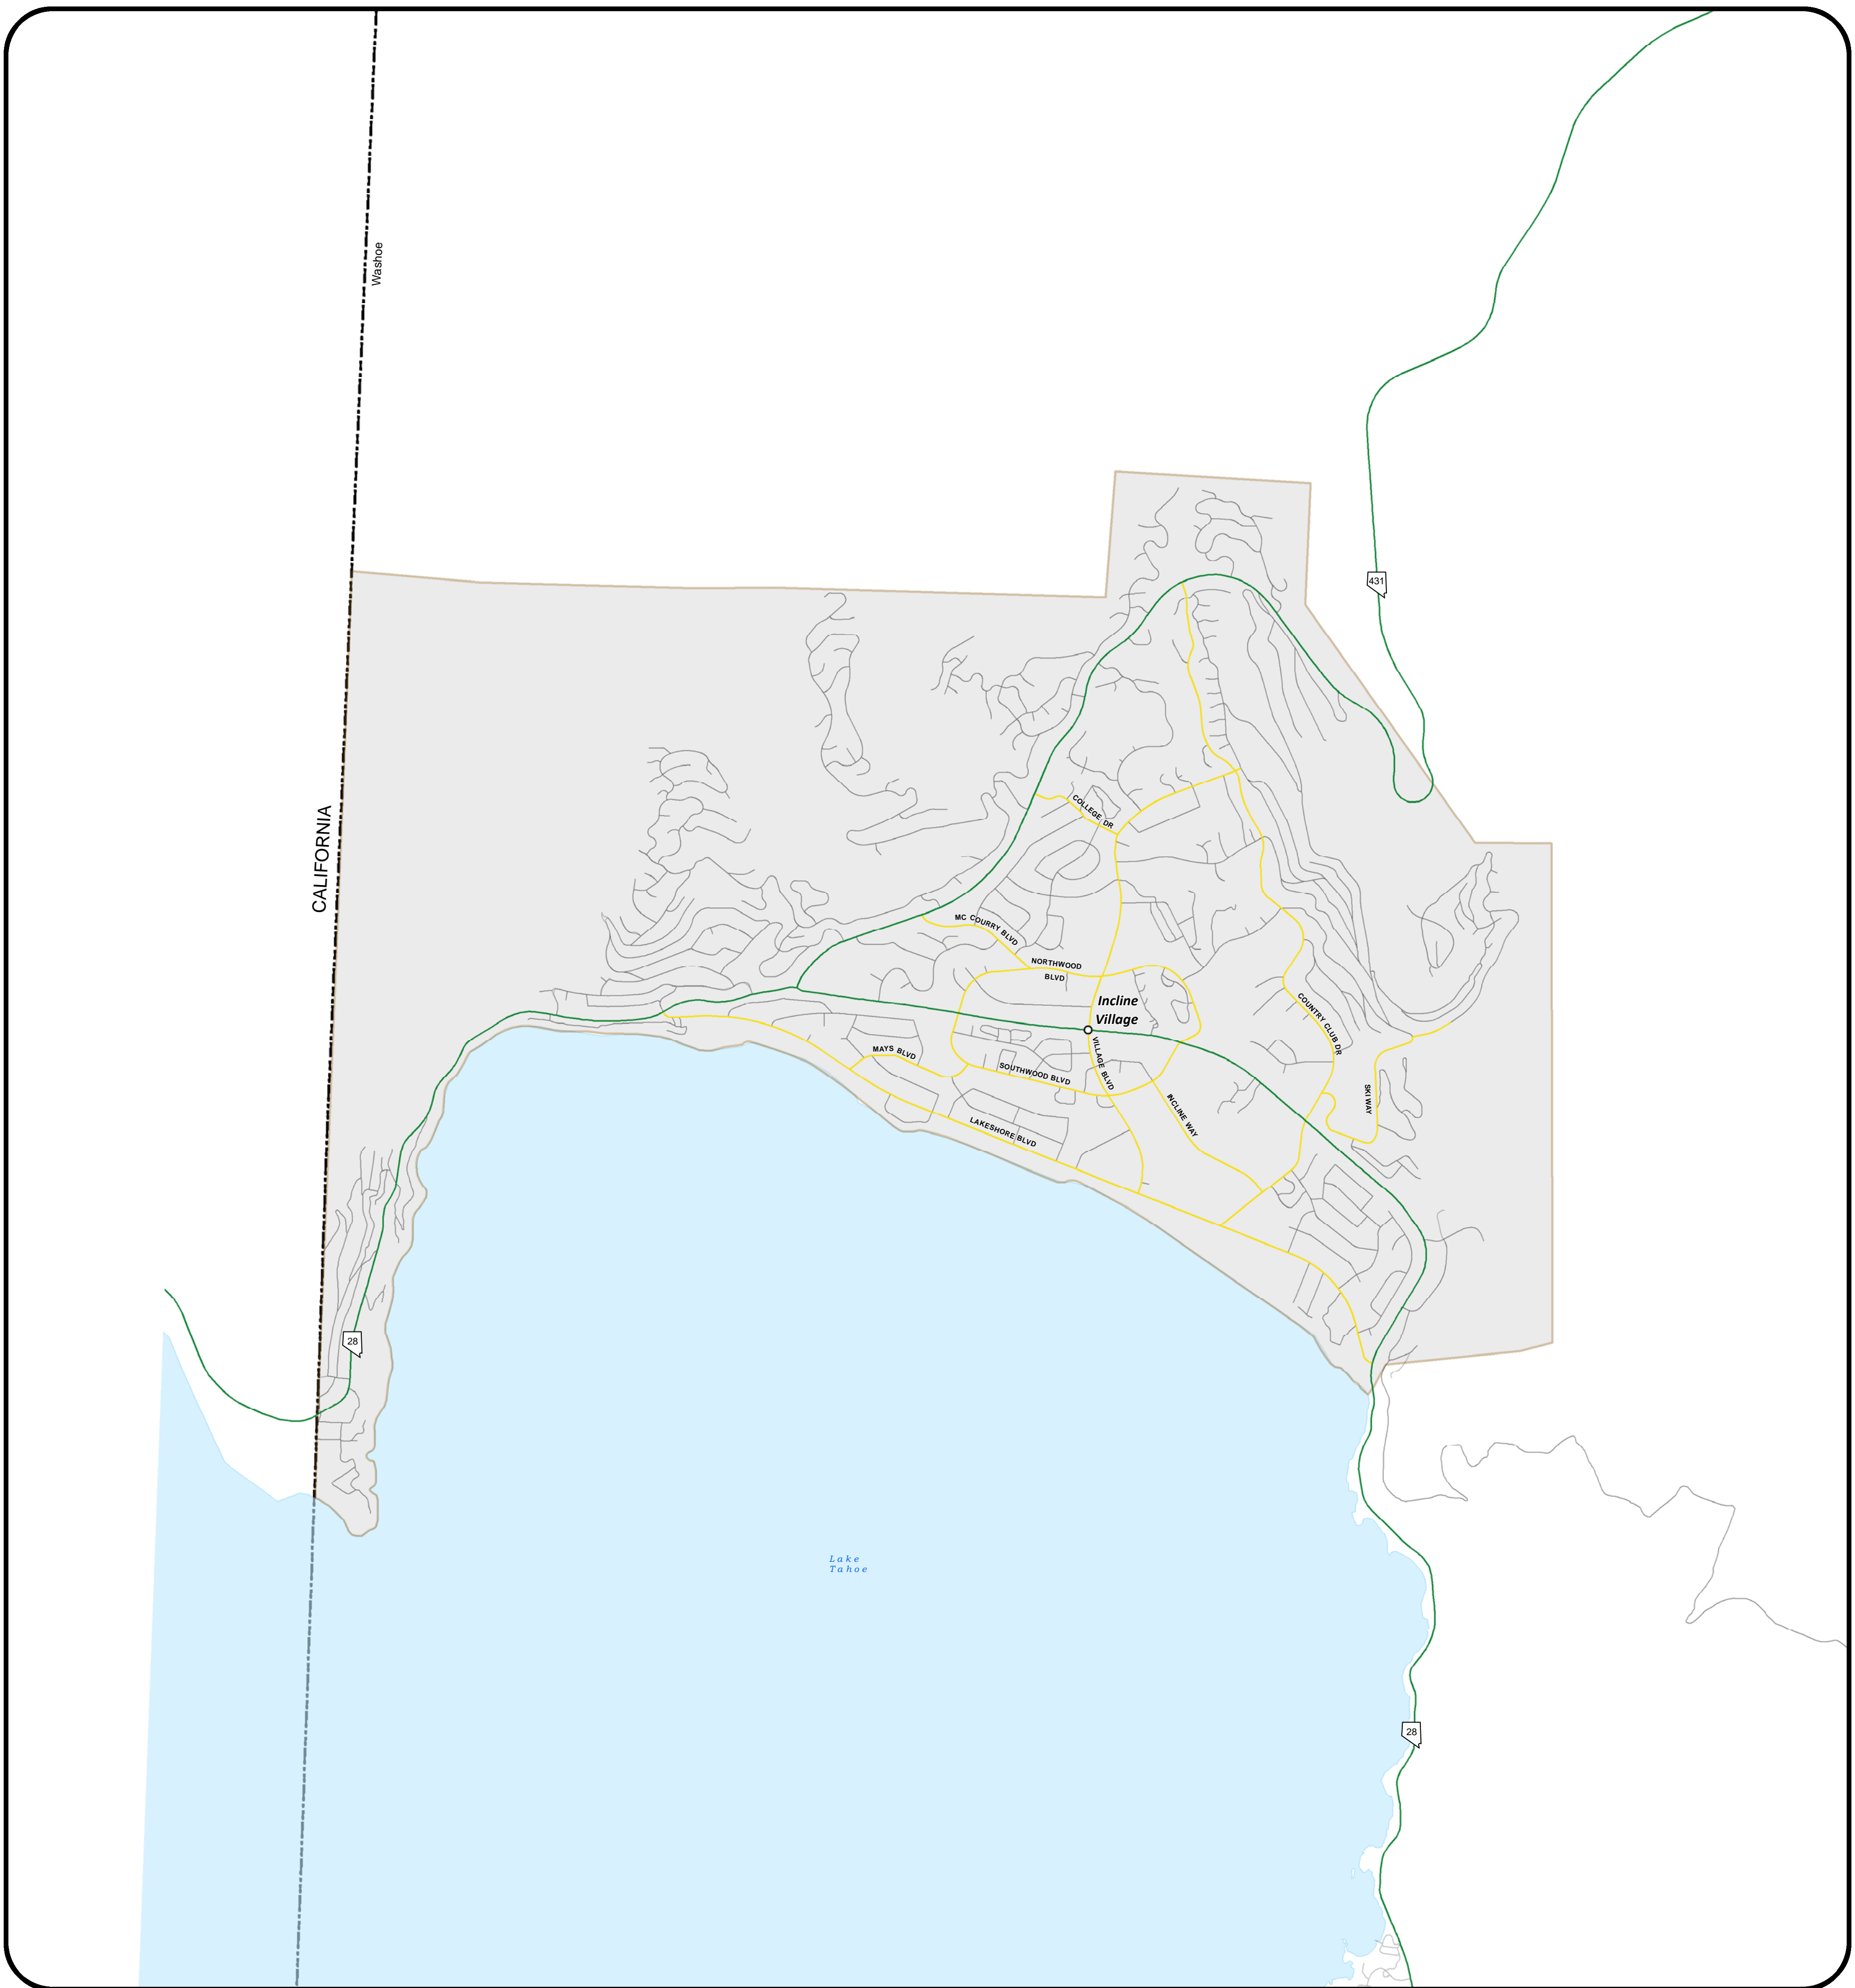 Washoe
431
CALIFORNIA
COLLEGE DR
MC COURRY BLVD
NORTHWOOD
BLVD
Incline
Village
COUNTRY CLUB DR
MAYS BLVD
VILLAGE BLVD
SOUTHWOOD BLVD
SKI WAY
INCLINE WAY
LAKESHORE BLVD
28
Lake
Tahoe
28